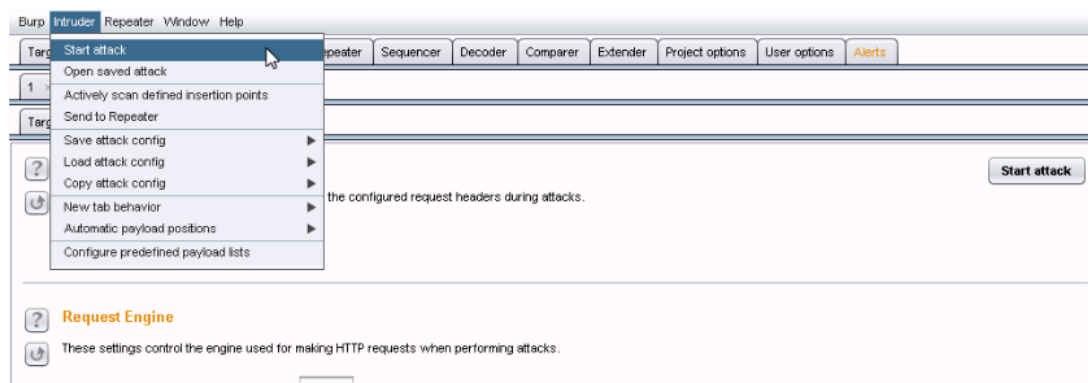 Burp Intruder Repeater Window Help
Start attack
Repeater Sequencer Decoder Comparer Extender Project options User options Alerts
Open saved attack
1 ×
Actively scan defined insertion points
Send to Repeater
Save attack config
Load attack config
Start attack
Copy attack config
the configured request headers during attacks.
New tab behavior
Automatic payload positions
Configure predefined payload lists
? Request Engine
These settings control the engine used for making HTTP requests when performing attacks.